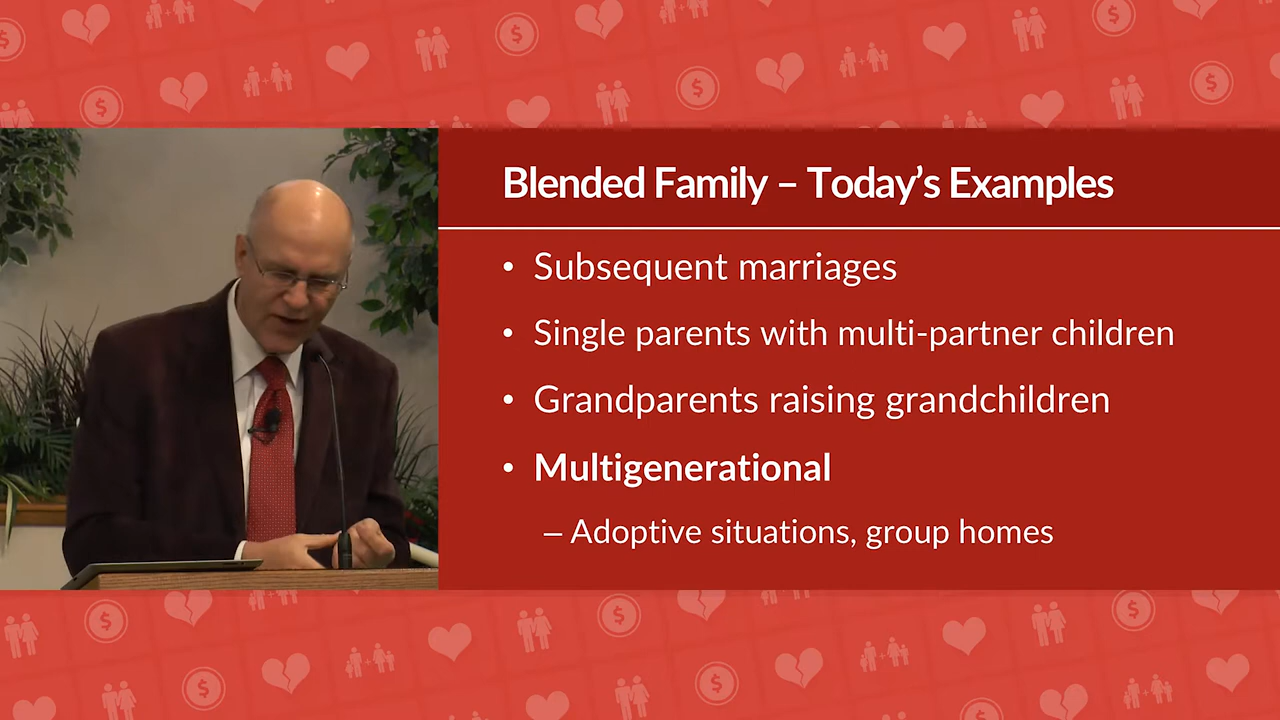 Blended Family – Today’s Examples
• Subsequent marriages
• Single parents with multi-partner children
• Grandparents raising grandchildren
• Multigenerational
– Adoptive situations, group homes